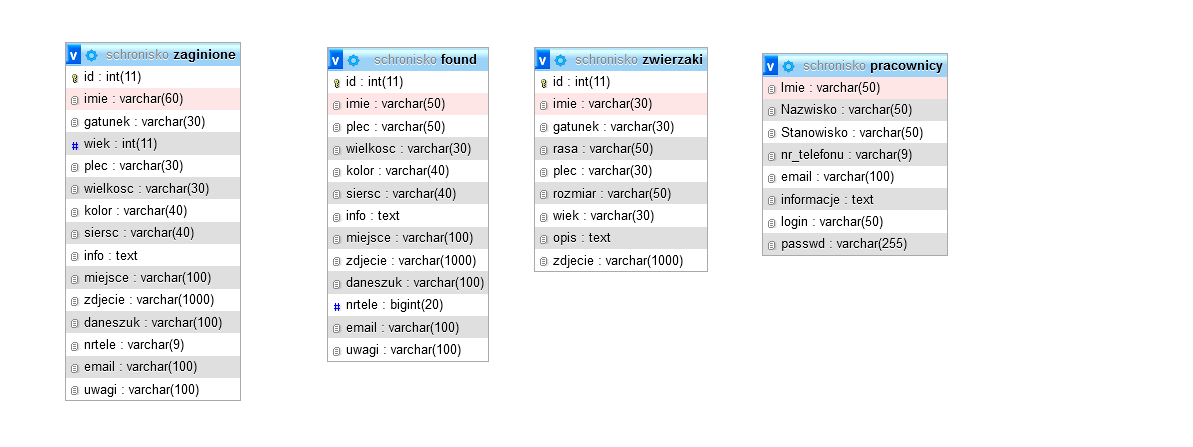 v schronisko zaginione
id : int(11)
imie : varchar(60)
gatunek : varchar(30)
# wiek : int(11)
plec : varchar(30)
wielkosc : varchar(30)
kolor : varchar(40)
siersc : varchar(40)
info : text
miejsce : varchar(100)
zdjecie : varchar(1000)
daneszuk : varchar(100)
nrtele : varchar(9)
email : varchar(100)
uwagi : varchar(100)
v schronisko found
id : int(11)
imie : varchar(50)
plec : varchar(50)
wielkosc : varchar(30)
kolor : varchar(40)
siersc : varchar(40)
info : text
miejsce : varchar(100)
zdjecie : varchar(1000)
daneszuk : varchar(100)
# nrtele : bigint(20)
email : varchar(100)
uwagi : varchar(100)
v schronisko zwierzaki
id : int(11)
imie : varchar(30)
gatunek : varchar(30)
rasa : varchar(50)
plec : varchar(30)
rozmiar : varchar(50)
wiek : varchar(30)
opis : text
zdjecie : varchar(1000)
v schronisko pracownicy
Imie : varchar(50)
Nazwisko : varchar(50)
Stanowisko : varchar(50)
nr_telefonu : varchar(9)
email : varchar(100)
informacje : text
login : varchar(50)
passwd : varchar(255)